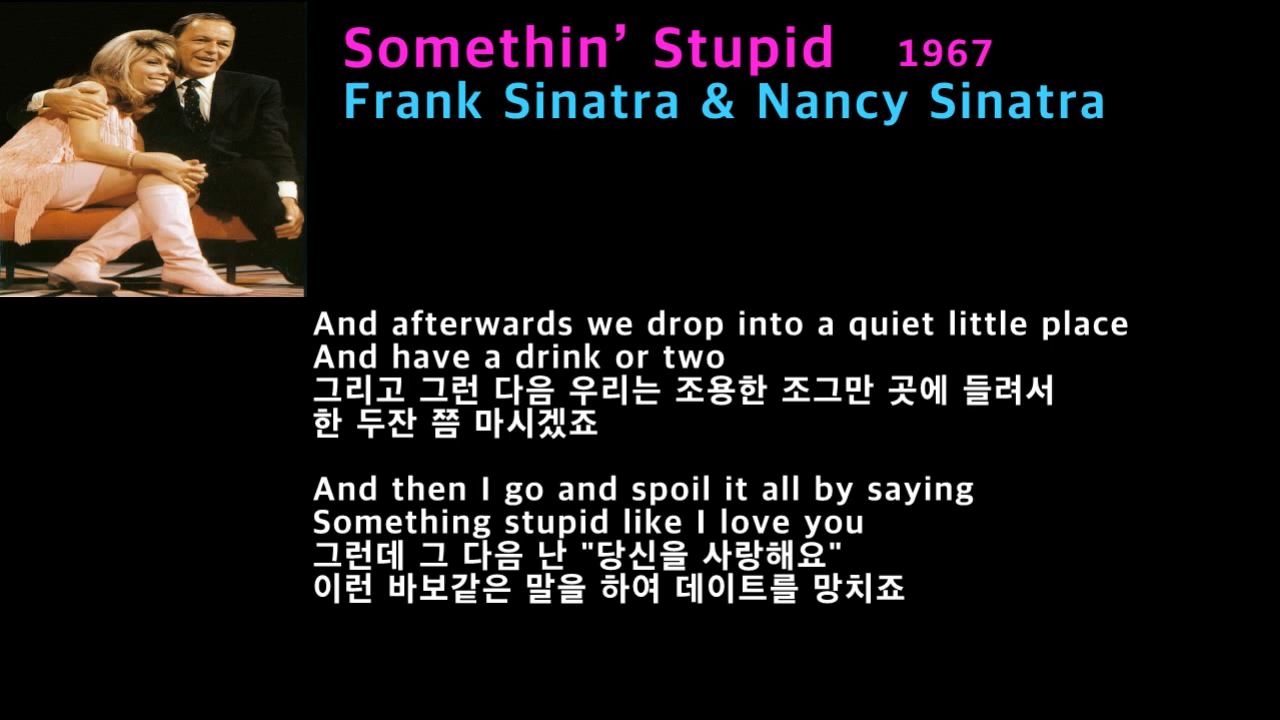 Somethin’ Stupid 1967
Frank Sinatra & Nancy Sinatra
And afterwards we drop into a quiet little place
And have a drink or two
그리고 그런 다음 우리는 조용한 조그만 곳에 들려서
한 두잔 쯤 마시겠죠
And then I go and spoil it all by saying
Something stupid like I love you
그런데 그 다음 난 "당신을 사랑해요"
이런 바보같은 말을 하여 데이트를 망치죠